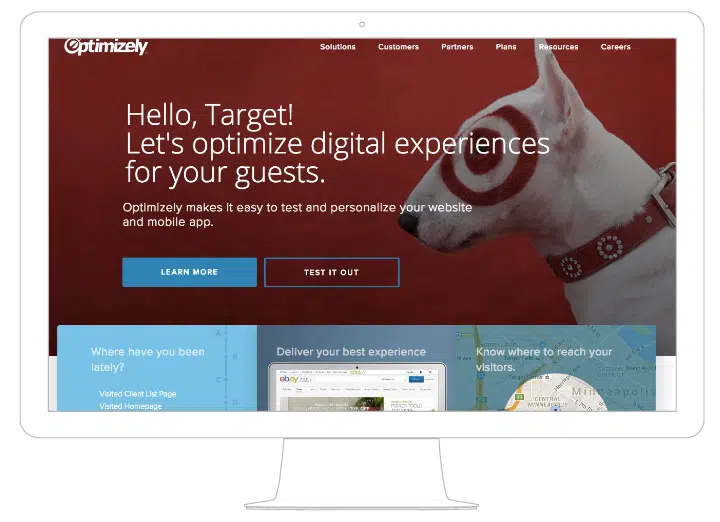 Optimizely
Solutions Customers Partners Plans Resources Careers
Hello, Target!
Let's optimize digital experiences
for your guests.
Optimizely makes it easy to test and personalize your website
and mobile app.
LEARN MORE TEST IT OUT
Where have you been
lately?
Visited Client List Page
Visited Homepage
Deliver your best experience
ebay
Know where to reach your
visitors.
CENTRAL
MINNEAPOLIS
Minneapolis